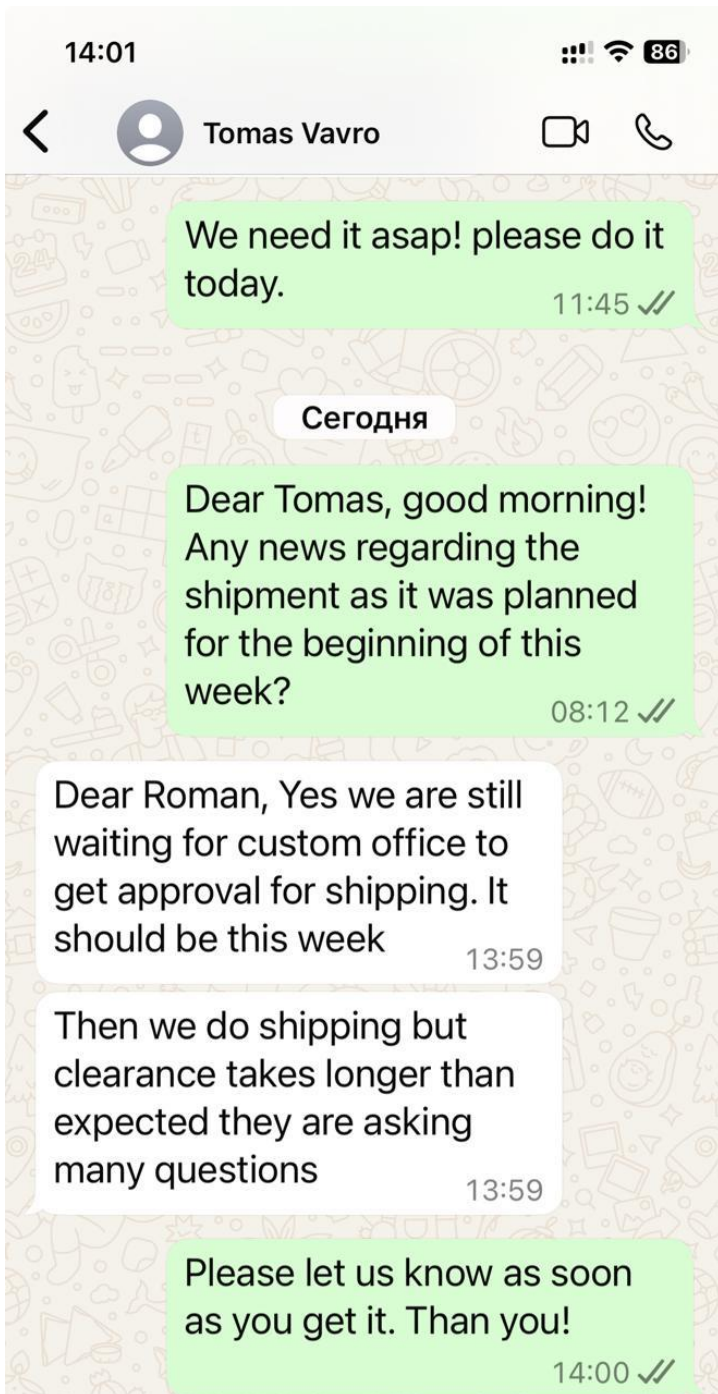 14:01
86
Tomas Vavro
We need it asap! please do it
today.
11:45
Сегодня
Dear Tomas, good morning!
Any news regarding the
shipment as it was planned
for the beginning of this
week?
08:12
Dear Roman, Yes we are still
waiting for custom office to
get approval for shipping. It
should be this week
13:59
Then we do shipping but
clearance takes longer than
expected they are asking
many questions
13:59
Please let us know as soon
as you get it. Than you!
14:00